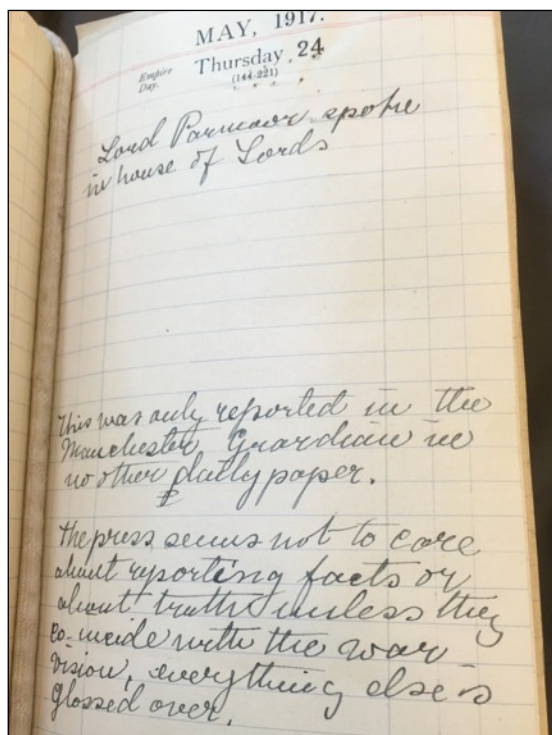 MAY, 1917.
Empire Day.
Thursday 24
(144-221)
Lord Parmoor spoke
in house of Lords
This was only reported in the
Manchester Guardian in
no other daily paper.
the press seems not to care
about reporting facts or
about truth unless they
co-incide with the war
vision, everything else is
glossed over.